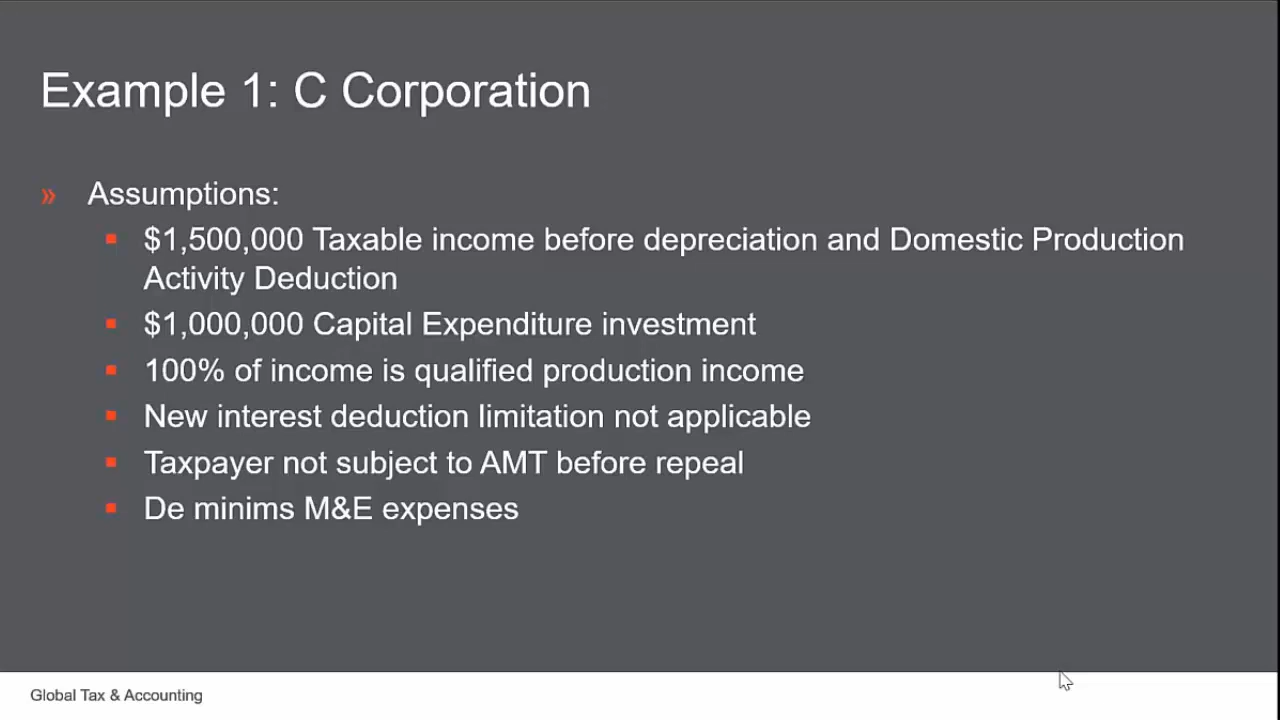 Example 1: C Corporation
» Assumptions:
▪ $1,500,000 Taxable income before depreciation and Domestic Production
Activity Deduction
▪ $1,000,000 Capital Expenditure investment
▪ 100% of income is qualified production income
▪ New interest deduction limitation not applicable
▪ Taxpayer not subject to AMT before repeal
▪ De minims M&E expenses
Global Tax & Accounting